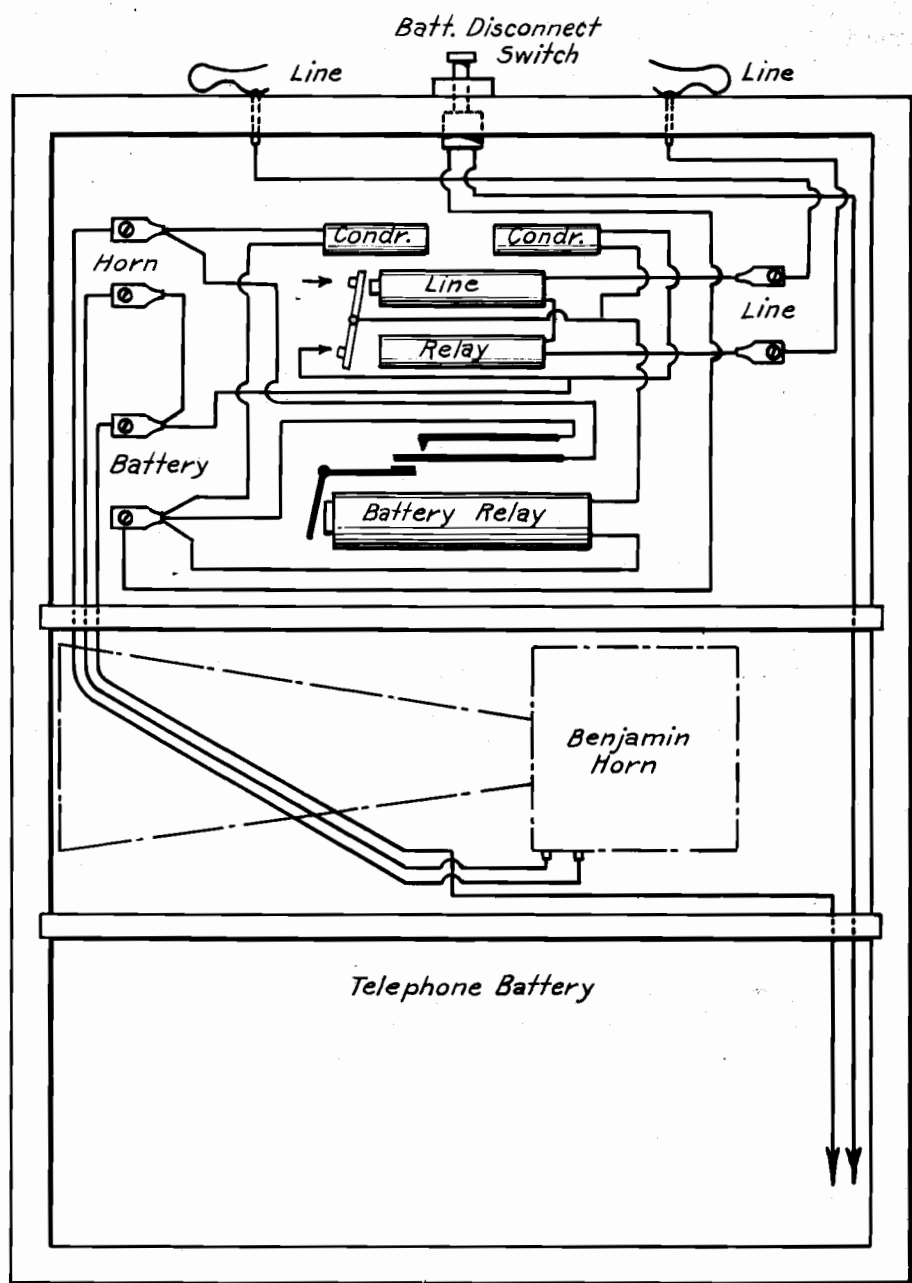 Batt. Disconnect
Switch
Line
Line
Condr.
Condr.
Horn
Line
Line
Relay
Battery
Battery Relay
Benjamin
Horn
Telephone Battery